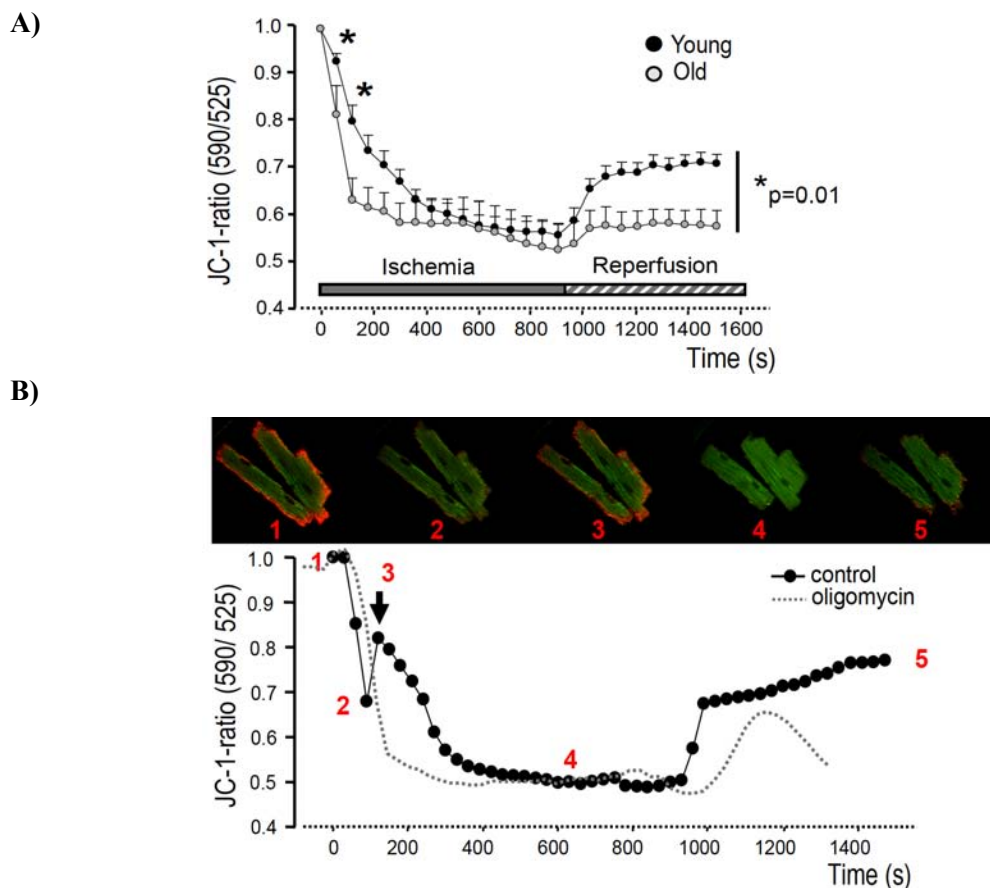 A)
1.0
0.9
0.8
0.7
0.6
0.5
0.4
JC-1-ratio (590/525)
*
*
Young
Old
* p=0.01
Ischemia
Reperfusion
0 200 400 600 800 1000 1200 1400 1600
Time (s)
B)
1 2 3 4 5
1.0
0.9
0.8
0.7
0.6
0.5
0.4
JC-1-ratio (590/ 525)
1
3
2
4
5
control
oligomycin
0 200 400 600 800 1000 1200 1400
Time (s)